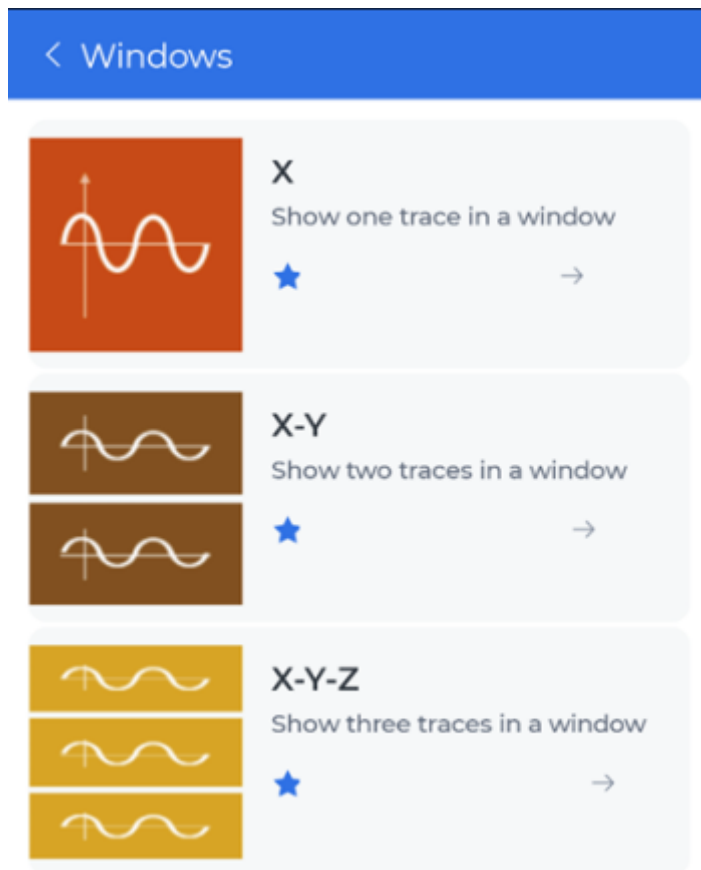 Windows
X
Show one trace in a window
X-Y
Show two traces in a window
X-Y-Z
Show three traces in a window